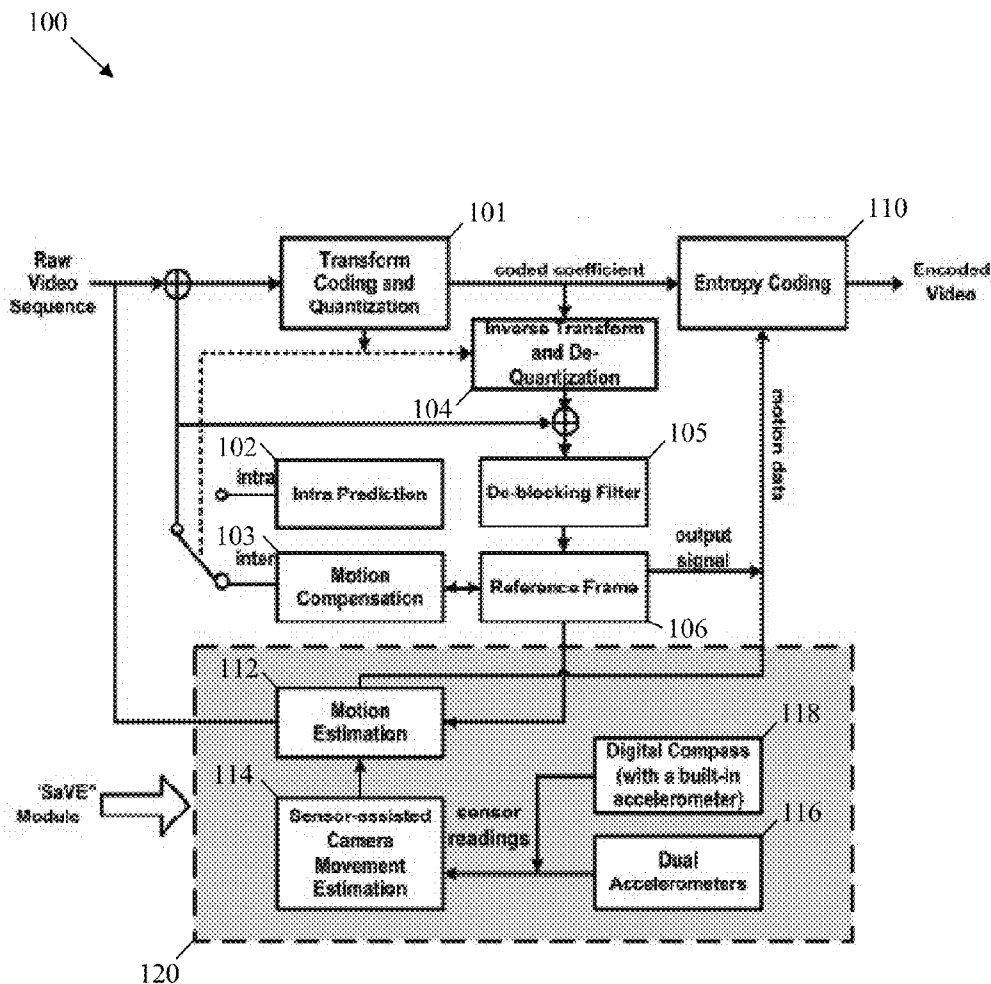 100
101
110
Raw
Video
Sequence
Transform
Coding and
Quantization
coded coefficient
Entropy Coding
Encoded
Video
Inverse Transform
and De-
Quantization
104
motion data
102
105
intra
Intra Prediction
De-blocking Filter
103
inter
Motion
Compensation
Reference Frame
output
signal
106
112
Motion
Estimation
118
Digital Compass
(with a built-in
accelerometer)
"SaVE"
Module
114
Sensor-assisted
Camera
Movement
Estimation
sensor
readings
116
Dual
Accelerometers
120